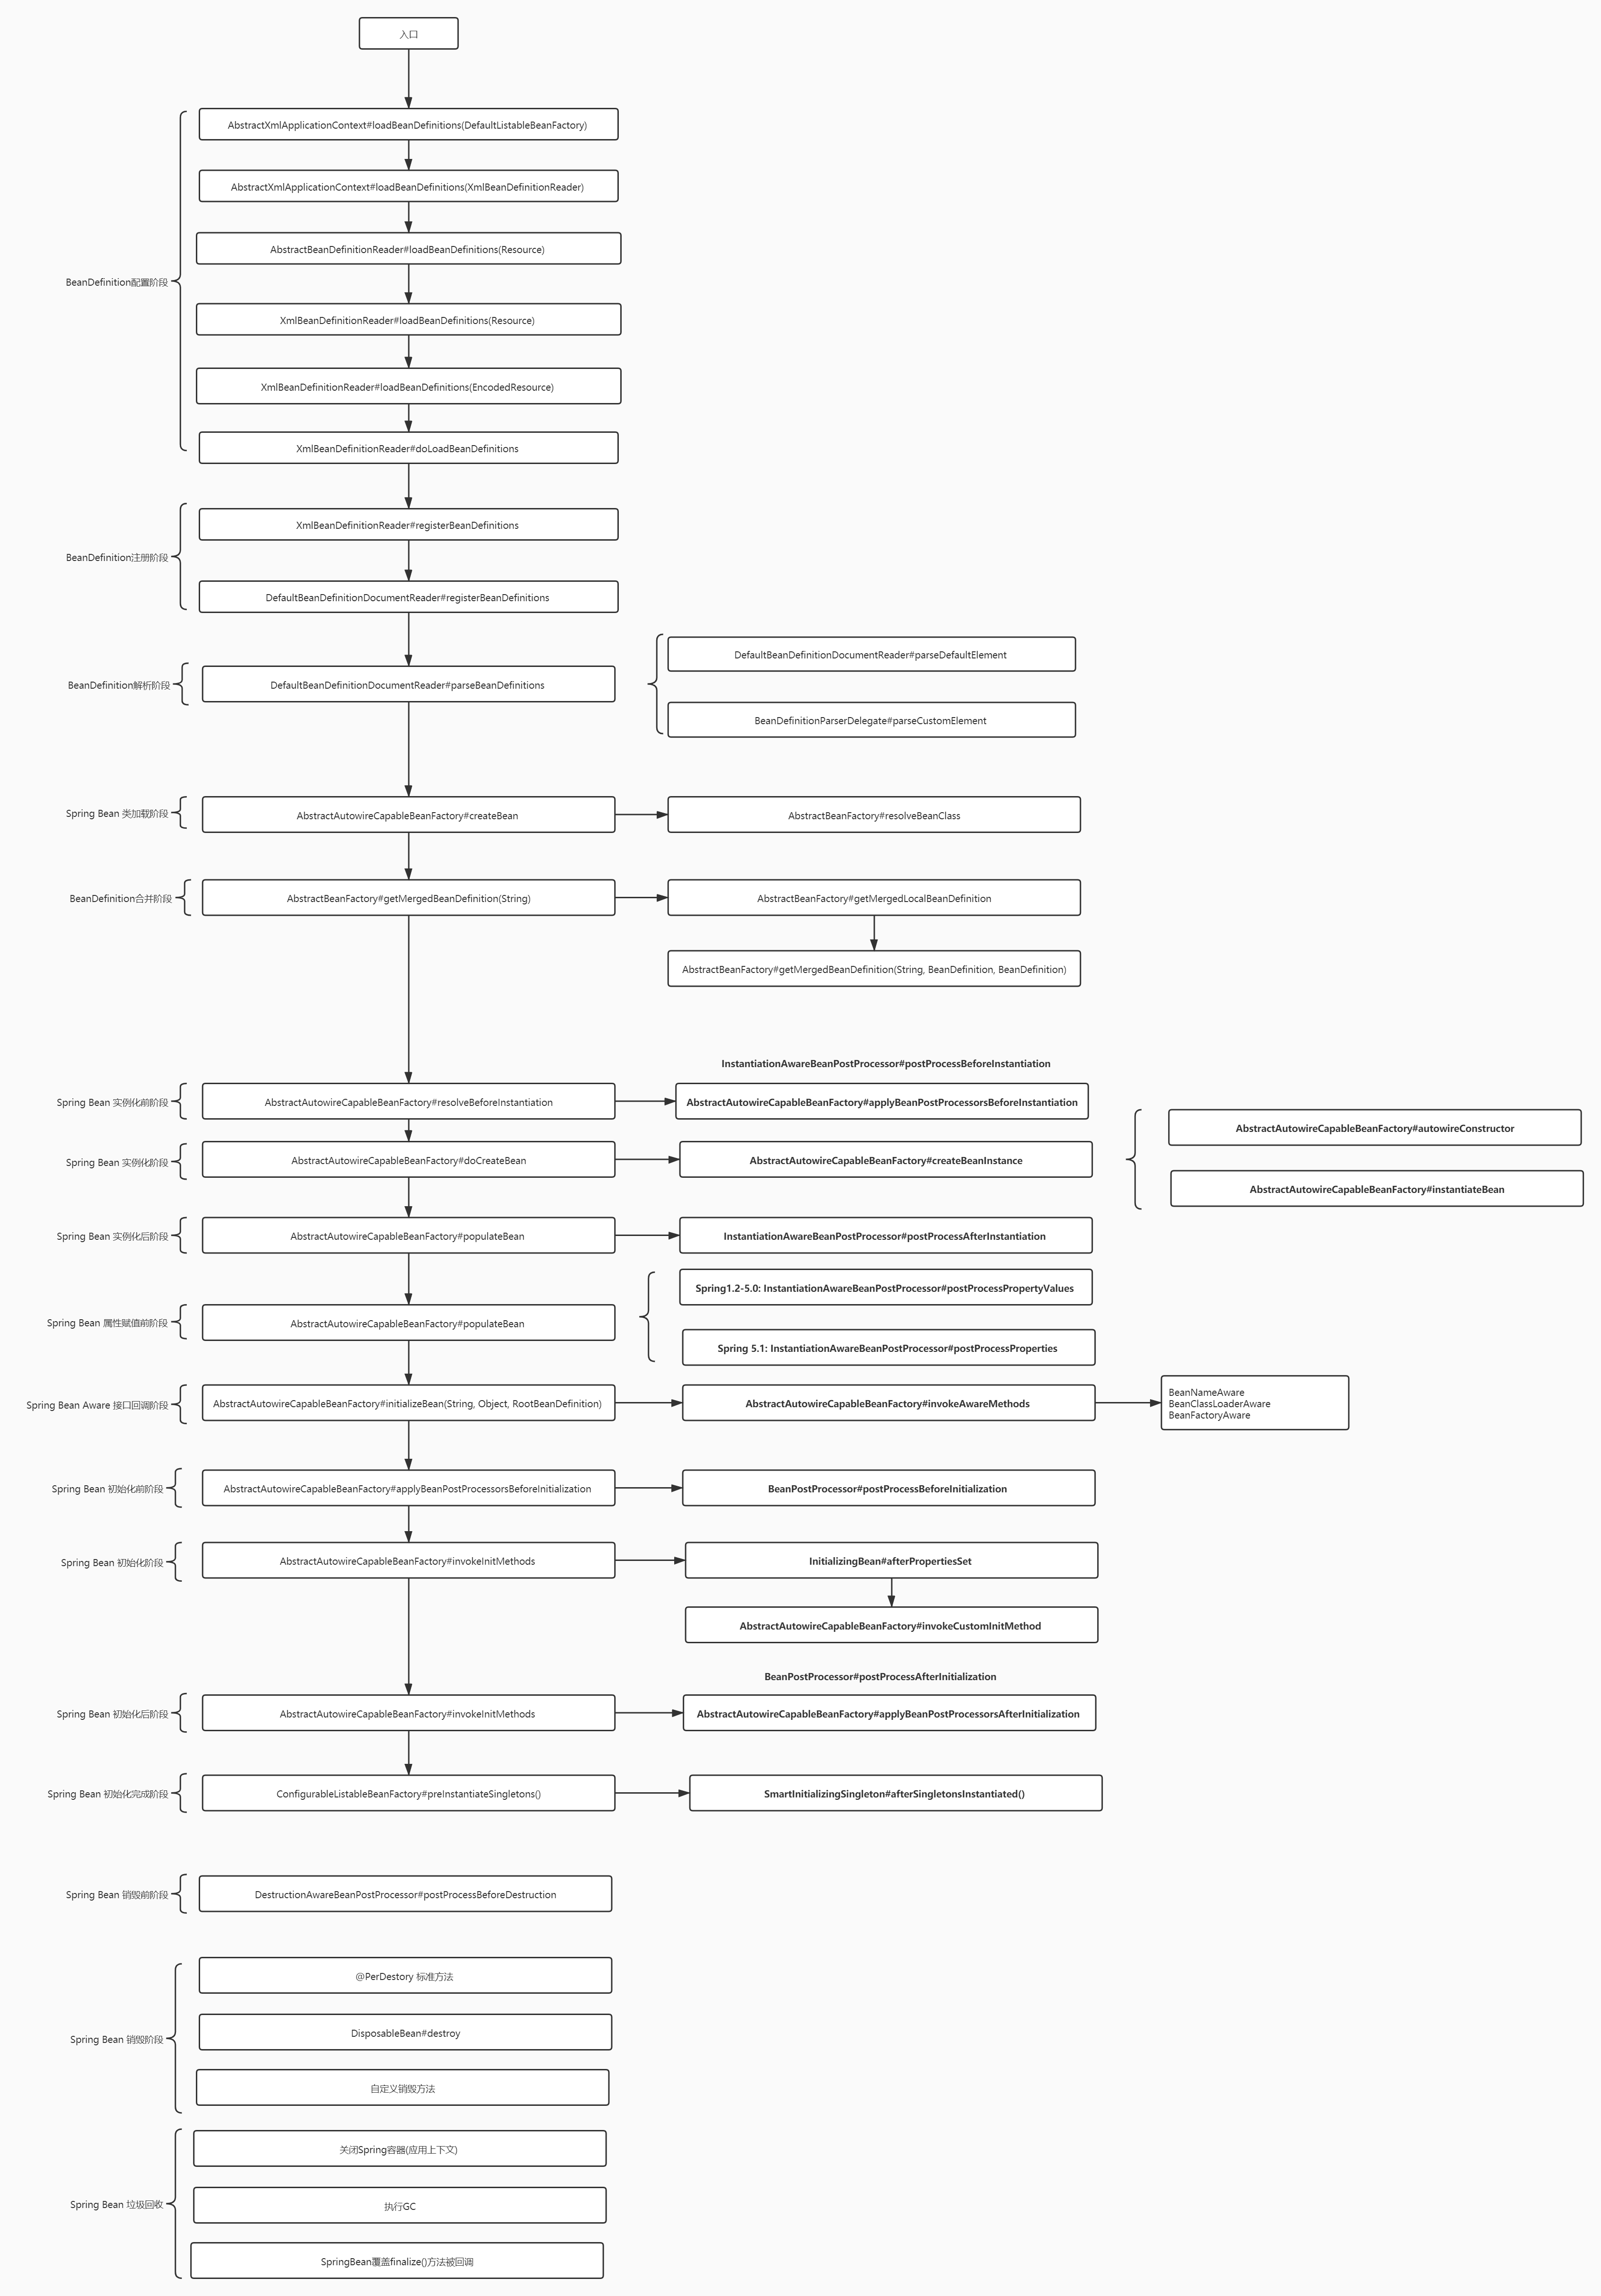 入口
AbstractXmlApplicationContext#loadBeanDefinitions(DefaultListableBeanFactory)
AbstractXmlApplicationContext#loadBeanDefinitions(XmlBeanDefinitionReader)
AbstractBeanDefinitionReader#loadBeanDefinitions(Resource)
BeanDefinition配置阶段
XmlBeanDefinitionReader#loadBeanDefinitions(Resource)
XmlBeanDefinitionReader#loadBeanDefinitions(EncodedResource)
XmlBeanDefinitionReader#doLoadBeanDefinitions
XmlBeanDefinitionReader#registerBeanDefinitions
BeanDefinition注册阶段
DefaultBeanDefinitionDocumentReader#registerBeanDefinitions
DefaultBeanDefinitionDocumentReader#parseDefaultElement
BeanDefinition解析阶段
DefaultBeanDefinitionDocumentReader#parseBeanDefinitions
BeanDefinitionParserDelegate#parseCustomElement
Spring Bean 类加载阶段
AbstractAutowireCapableBeanFactory#createBean
AbstractBeanFactory#resolveBeanClass
BeanDefinition合并阶段
AbstractBeanFactory#getMergedBeanDefinition(String)
AbstractBeanFactory#getMergedLocalBeanDefinition
AbstractBeanFactory#getMergedBeanDefinition(String, BeanDefinition, BeanDefinition)
InstantiationAwareBeanPostProcessor#postProcessBeforeInstantiation
Spring Bean 实例化前阶段
AbstractAutowireCapableBeanFactory#resolveBeforeInstantiation
AbstractAutowireCapableBeanFactory#applyBeanPostProcessorsBeforeInstantiation
AbstractAutowireCapableBeanFactory#autowireConstructor
Spring Bean 实例化阶段
AbstractAutowireCapableBeanFactory#doCreateBean
AbstractAutowireCapableBeanFactory#createBeanInstance
AbstractAutowireCapableBeanFactory#instantiateBean
Spring Bean 实例化后阶段
AbstractAutowireCapableBeanFactory#populateBean
InstantiationAwareBeanPostProcessor#postProcessAfterInstantiation
Spring1.2-5.0: InstantiationAwareBeanPostProcessor#postProcessPropertyValues
Spring Bean 属性赋值前阶段
AbstractAutowireCapableBeanFactory#populateBean
Spring 5.1: InstantiationAwareBeanPostProcessor#postProcessProperties
Spring Bean Aware 接口回调阶段
AbstractAutowireCapableBeanFactory#initializeBean(String, Object, RootBeanDefinition)
AbstractAutowireCapableBeanFactory#invokeAwareMethods
BeanNameAware
BeanClassLoaderAware
BeanFactoryAware
Spring Bean 初始化前阶段
AbstractAutowireCapableBeanFactory#applyBeanPostProcessorsBeforeInitialization
BeanPostProcessor#postProcessBeforeInitialization
Spring Bean 初始化阶段
AbstractAutowireCapableBeanFactory#invokeInitMethods
InitializingBean#afterPropertiesSet
AbstractAutowireCapableBeanFactory#invokeCustomInitMethod
BeanPostProcessor#postProcessAfterInitialization
Spring Bean 初始化后阶段
AbstractAutowireCapableBeanFactory#invokeInitMethods
AbstractAutowireCapableBeanFactory#applyBeanPostProcessorsAfterInitialization
Spring Bean 初始化完成阶段
ConfigurableListableBeanFactory#preInstantiateSingletons()
SmartInitializingSingleton#afterSingletonsInstantiated()
Spring Bean 销毁前阶段
DestructionAwareBeanPostProcessor#postProcessBeforeDestruction
@PerDestory 标准方法
Spring Bean 销毁阶段
DisposableBean#destroy
自定义销毁方法
关闭Spring容器(应用上下文)
Spring Bean 垃圾回收
执行GC
SpringBean覆盖finalize()方法被回调